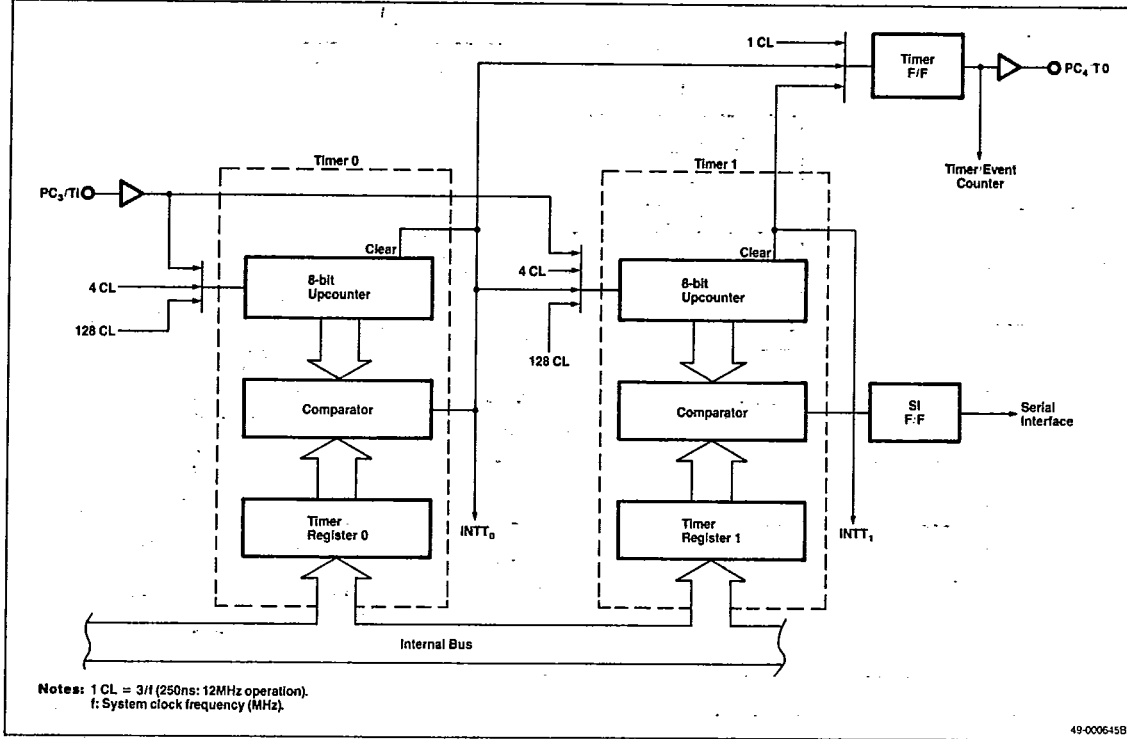 1 CL
Timer
F/F
PC₄ T0
Timer Event
Counter
Timer 0
Timer 1
PC₃/TI
Clear
Clear
4 CL
8-bit
Upcounter
4 CL
8-bit
Upcounter
128 CL
128 CL
Comparator
Comparator
SI
F/F
Serial
Interface
Timer
Register 0
INTT₀
Timer
Register 1
INTT₁
Internal Bus
Notes: 1 CL = 3/f (250ns: 12MHz operation).
f: System clock frequency (MHz).
49-000645B